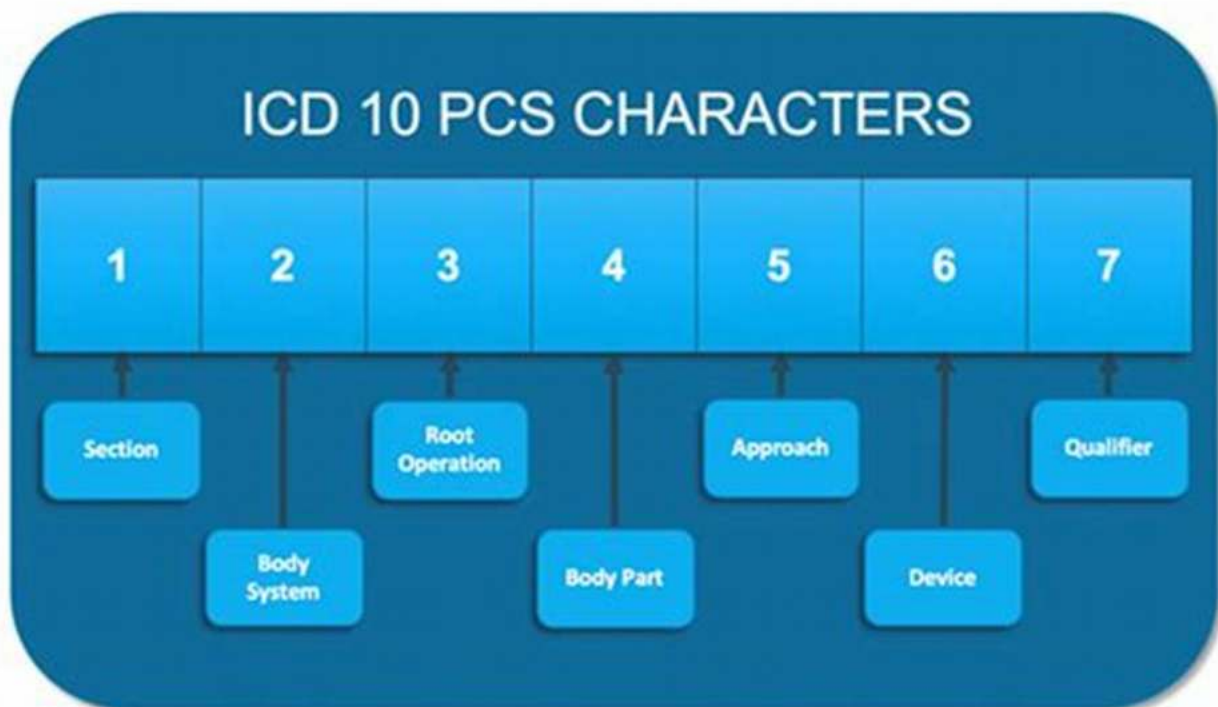 ICD 10 PCS CHARACTERS
1 2 3 4 5 6 7
Section
Root
Operation
Approach
Qualifier
Body
System
Body Part
Device